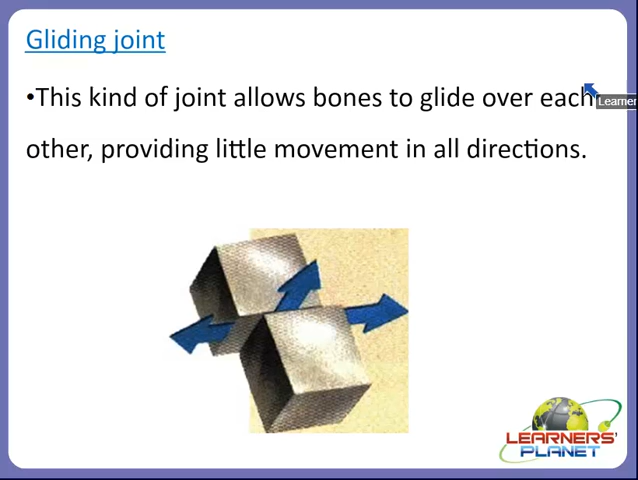 Gliding joint
•This kind of joint allows bones to glide over each
Learner
other, providing little movement in all directions.
LEARNERS'
PLANET